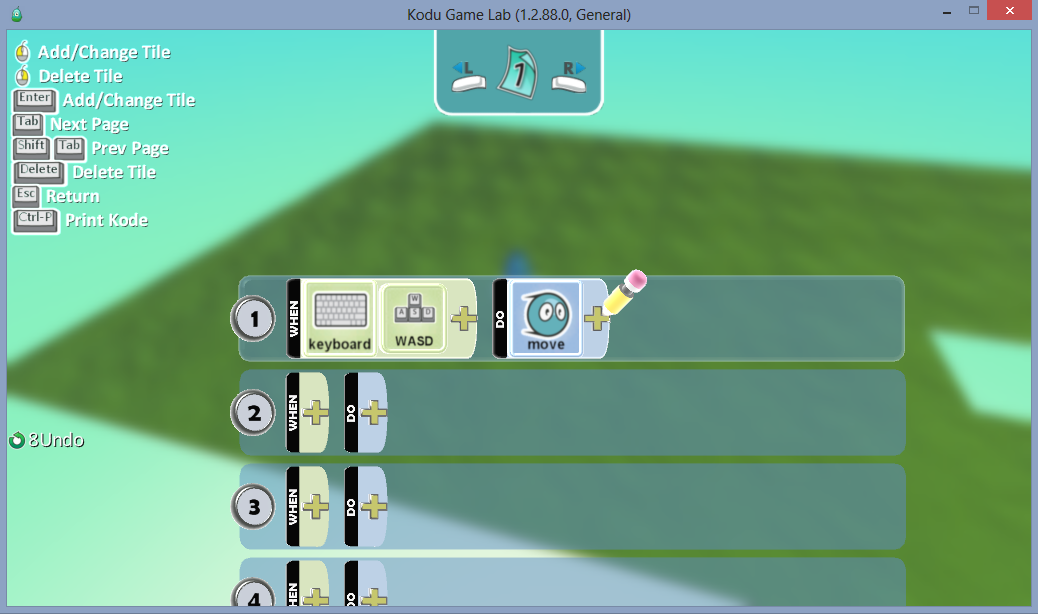 Kodu Game Lab (1.2.88.0, General)
Add/Change Tile
Delete Tile
Enter Add/Change Tile
Tab Next Page
Shift Tab Prev Page
Delete Delete Tile
Esc Return
Ctrl-P Print Kode
L 1 R
1 WHEN keyboard W A S D WASD DO move
2 WHEN DO
3 WHEN DO
8Undo
4 WHEN DO